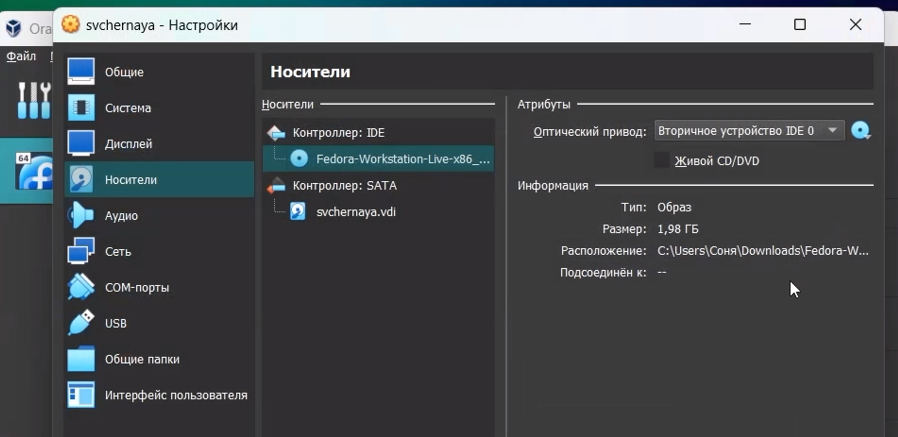 svchernaya - Настройки
Ora
Файл
64
Общие
Система
Дисплей
Носители
Аудио
Сеть
COM-порты
USB
Общие папки
Интерфейс пользователя
Носители
Носители
Контроллер: IDE
Fedora-Workstation-Live-x86_...
Контроллер: SATA
svchernaya.vdi
Атрибуты
Оптический привод: Вторичное устройство IDE 0
Живой CD/DVD
Информация
Тип: Образ
Размер: 1,98 ГБ
Расположение: C:\Users\Соня\Downloads\Fedora-W...
Подсоединён к: --